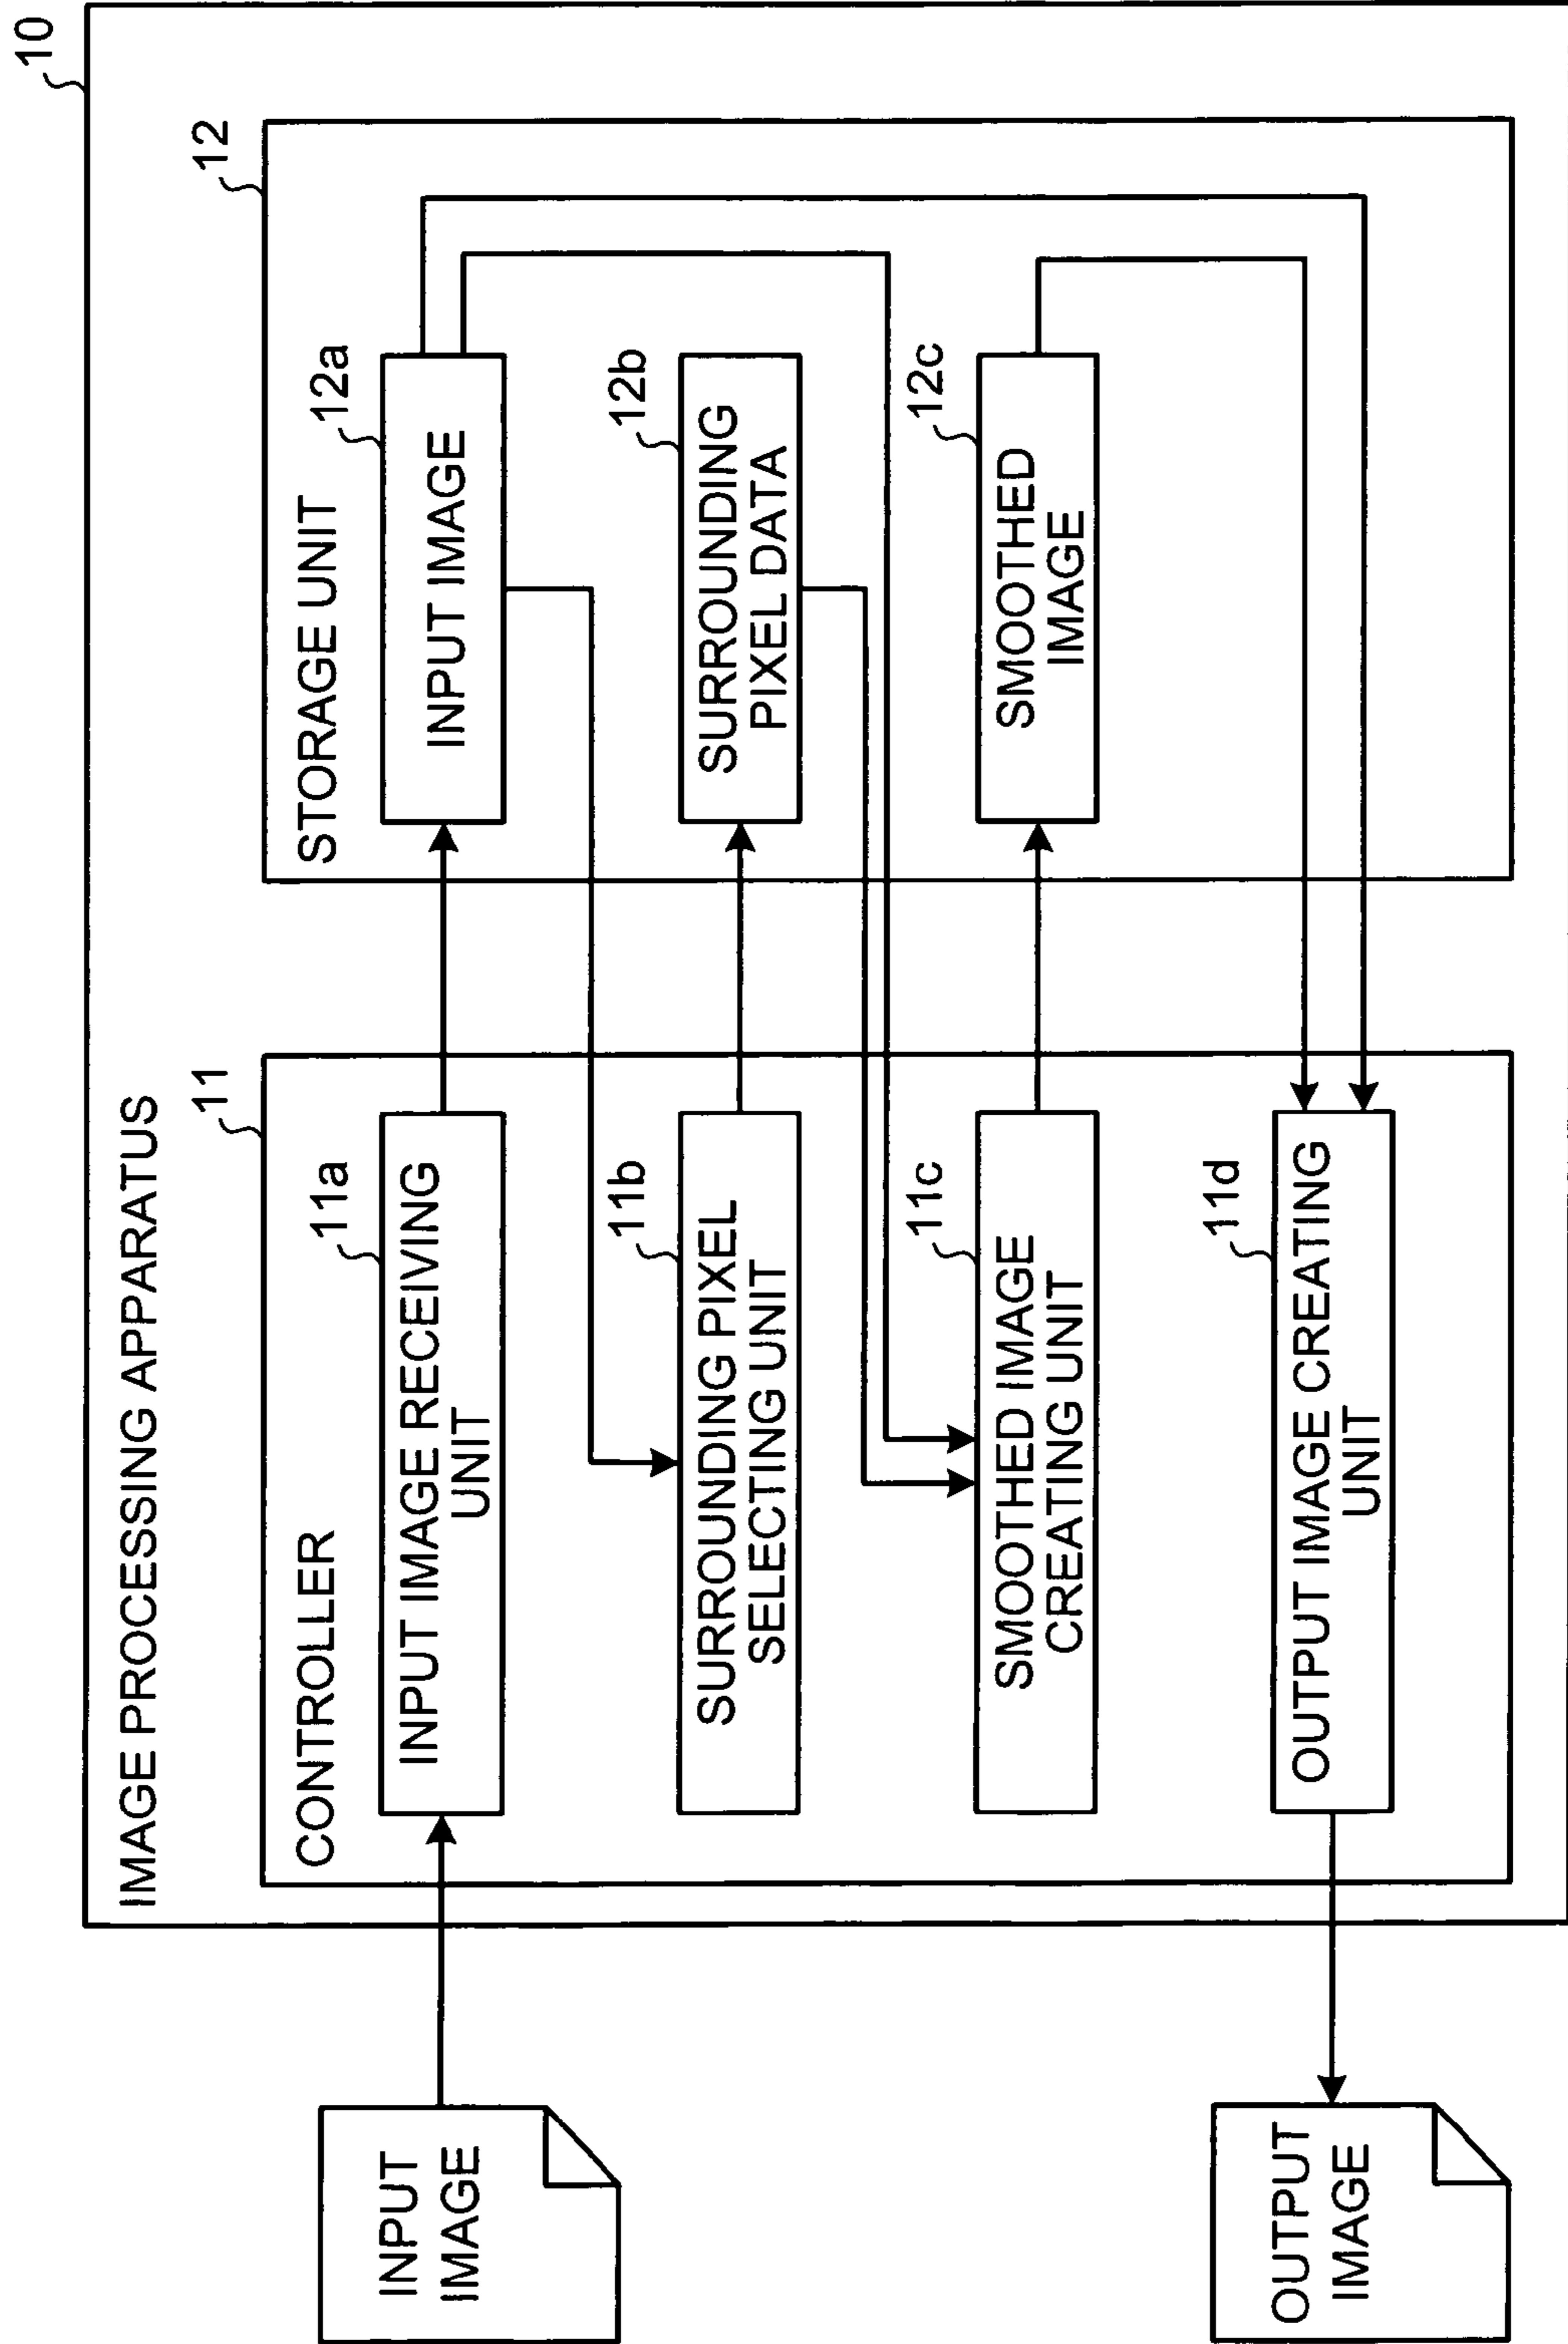 10
IMAGE PROCESSING APPARATUS
11
CONTROLLER
12
STORAGE UNIT
INPUT
IMAGE
11a
INPUT IMAGE RECEIVING
UNIT
12a
INPUT IMAGE
11b
SURROUNDING PIXEL
SELECTING UNIT
12b
SURROUNDING
PIXEL DATA
11c
SMOOTHED IMAGE
CREATING UNIT
12c
SMOOTHED
IMAGE
11d
OUTPUT IMAGE CREATING
UNIT
OUTPUT
IMAGE